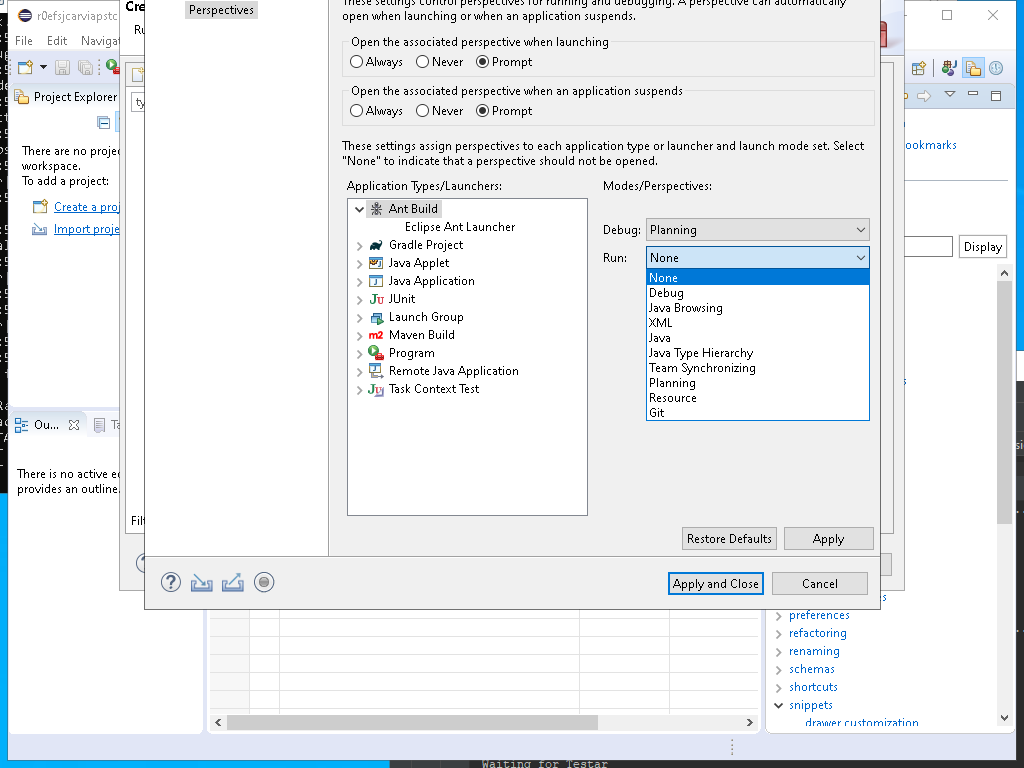 r0efsjcarviapstc
Cre
Perspectives
These settings control perspectives for running and debugging. A perspective can automatically
open when launching or when an application suspends.
File Edit Navigat
Ru
Open the associated perspective when launching
Always Never Prompt
Project Explorer
ty
Open the associated perspective when an application suspends
Always Never Prompt
There are no proje
workspace.
To add a project:
Create a proj
Import proje
ookmarks
These settings assign perspectives to each application type or launcher and launch mode set. Select
"None" to indicate that a perspective should not be opened.
Application Types/Launchers:
Modes/Perspectives:
Ant Build
Eclipse Ant Launcher
Gradle Project
Java Applet
Java Application
JUnit
Launch Group
Maven Build
Program
Remote Java Application
Task Context Test
Debug: Planning
Run: None
None
Debug
Java Browsing
XML
Java
Java Type Hierarchy
Team Synchronizing
Planning
Resource
Git
Display
Ou...
Ta
There is no active ed
provides an outline.
Filt
Restore Defaults
Apply
Apply and Close
Cancel
preferences
refactoring
renaming
schemas
shortcuts
snippets
drawer customization
Waiting for Testar